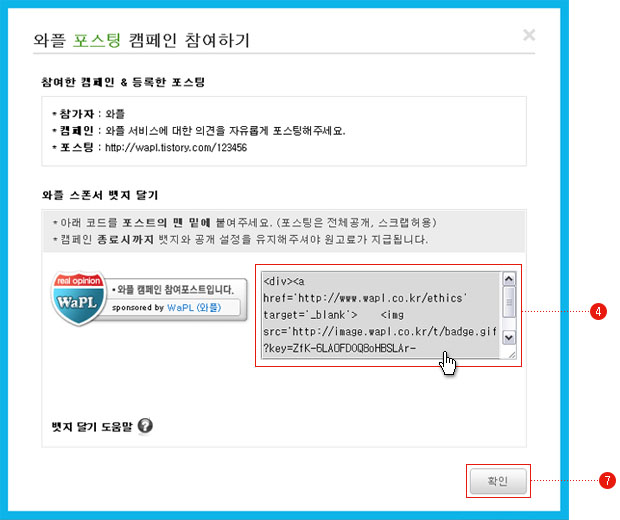 와플 포스팅 캠페인 참여하기
참여한 캠페인 & 등록한 포스팅
* 참가자 : 와플
* 캠페인 : 와플 서비스에 대한 의견을 자유롭게 포스팅해주세요.
* 포스팅 : http://wapl.tistory.com/123456
와플 스폰서 뱃지 달기
* 아래 코드를 포스트의 맨 밑에 붙여주세요. (포스팅은 전체공개, 스크랩허용)
* 캠페인 종료시까지 뱃지와 공개 설정을 유지해주셔야 원고료가 지급됩니다.
real opinion
WaPL
• 와플 캠페인 참여포스트입니다.
sponsored by WaPL (와플)
<div><a
href='http://www.wapl.co.kr/ethics'
target='_blank'> <img
src='http://image.wapl.co.kr/t/badge.gif
?key=ZfK-6LA0FD0Q8oHBSLAr-
4
뱃지 달기 도움말 ?
확인
7